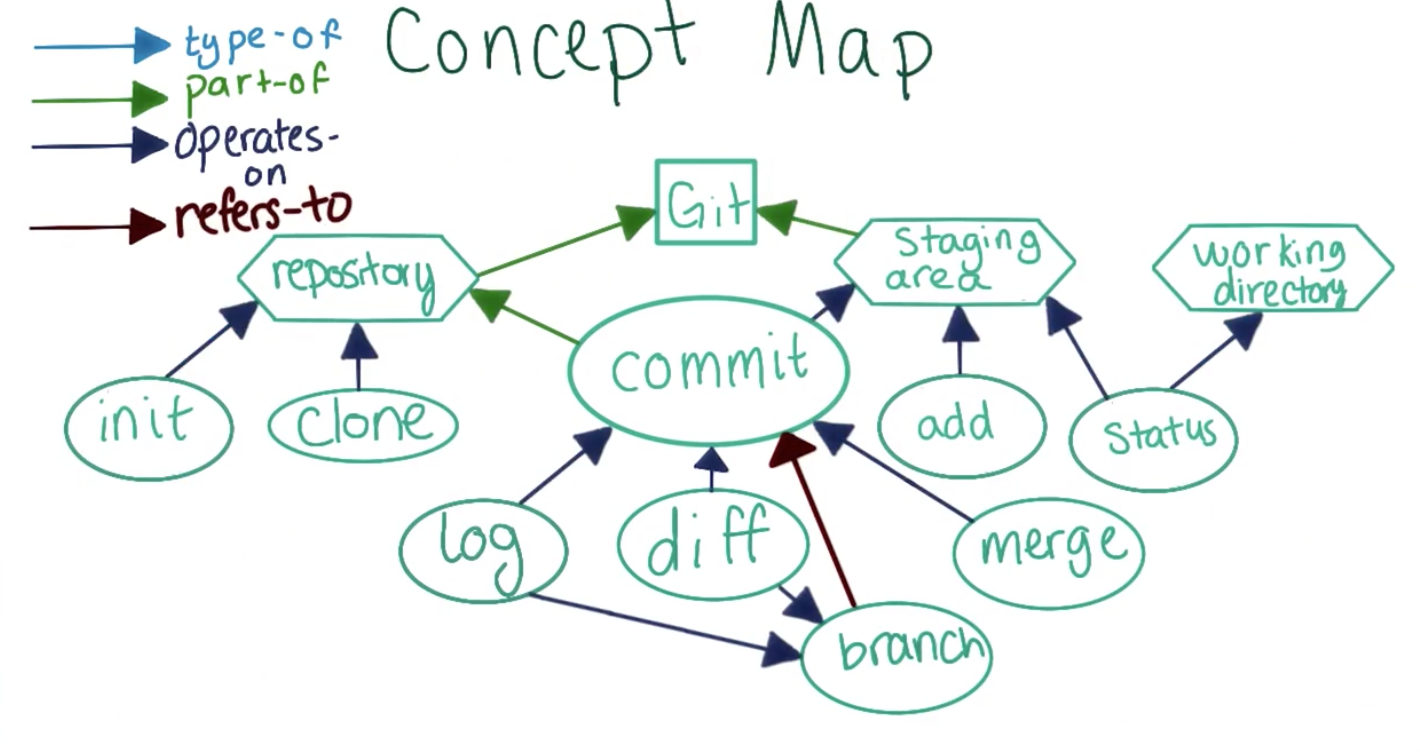 type-of
Concept Map
part-of
operates-
on
refers-to
Git
repository
Staging
area
working
directory
commit
init
Clone
add
Status
log
diff
merge
branch